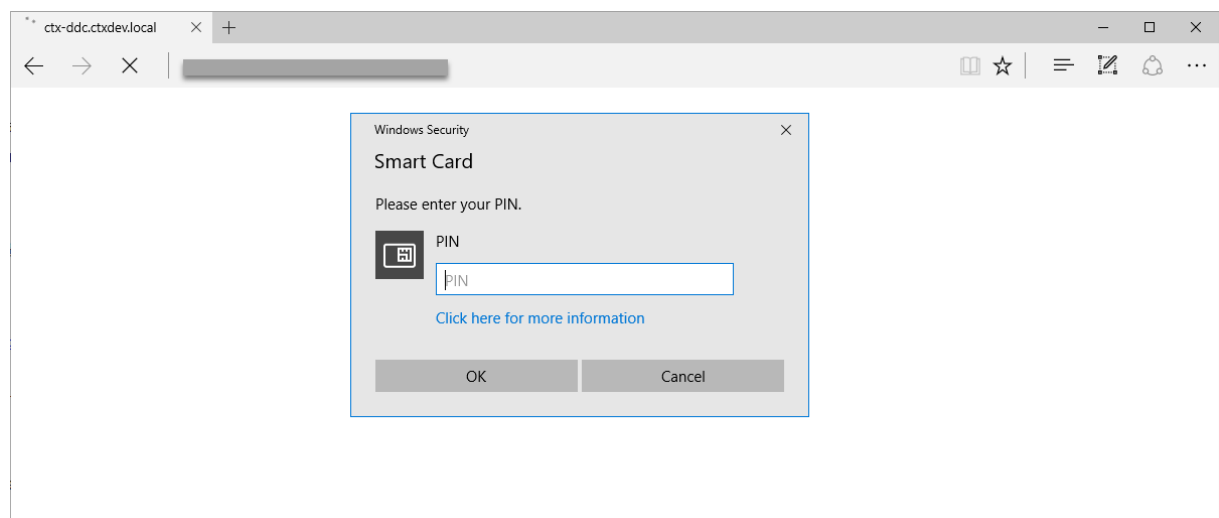 ctx-ddc.ctxdev.local
Windows Security
Smart Card
Please enter your PIN.
PIN
PIN
Click here for more information
OK Cancel